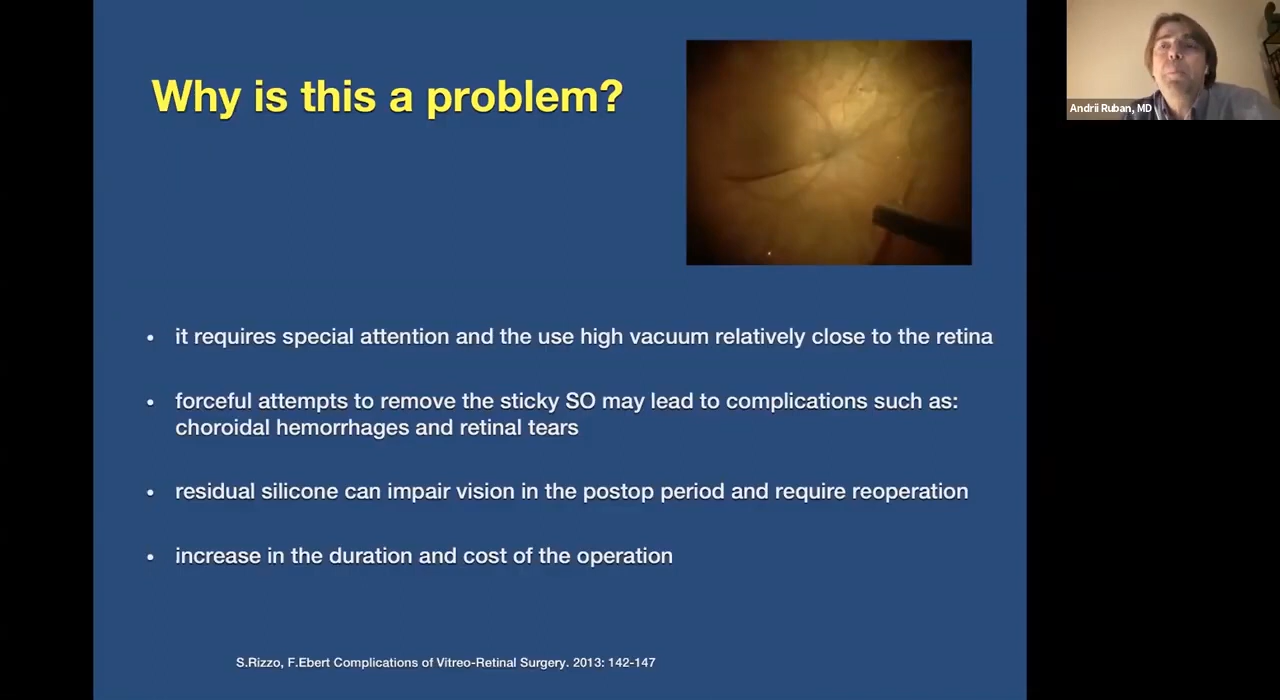 Why is this a problem?
Andrii Ruban, MD
• it requires special attention and the use high vacuum relatively close to the retina
• forceful attempts to remove the sticky SO may lead to complications such as:
choroidal hemorrhages and retinal tears
• residual silicone can impair vision in the postop period and require reoperation
• increase in the duration and cost of the operation
S.Rizzo, F.Ebert Complications of Vitreo-Retinal Surgery. 2013: 142-147